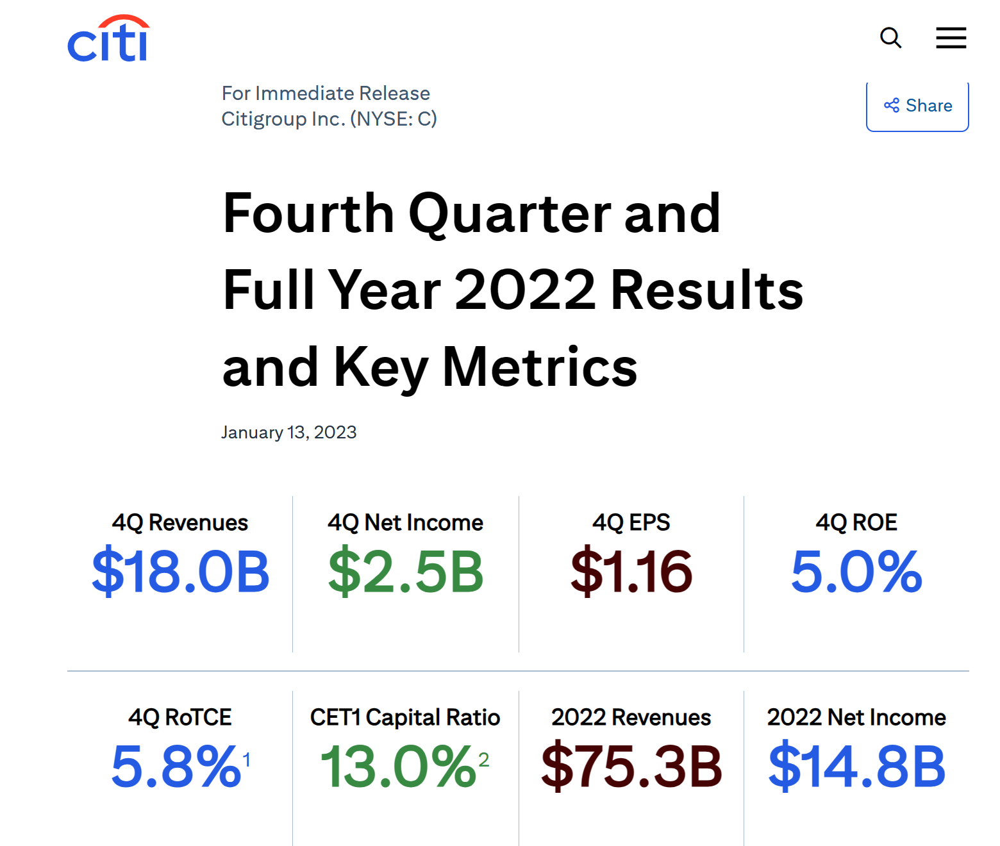 citi
For Immediate Release
Citigroup Inc. (NYSE: C)
Share
Fourth Quarter and
Full Year 2022 Results
and Key Metrics
January 13, 2023
4Q Revenues
$18.0B
4Q Net Income
$2.5B
4Q EPS
$1.16
4Q ROE
5.0%
4Q RoTCE
5.8%1
CET1 Capital Ratio
13.0%2
2022 Revenues
$75.3B
2022 Net Income
$14.8B